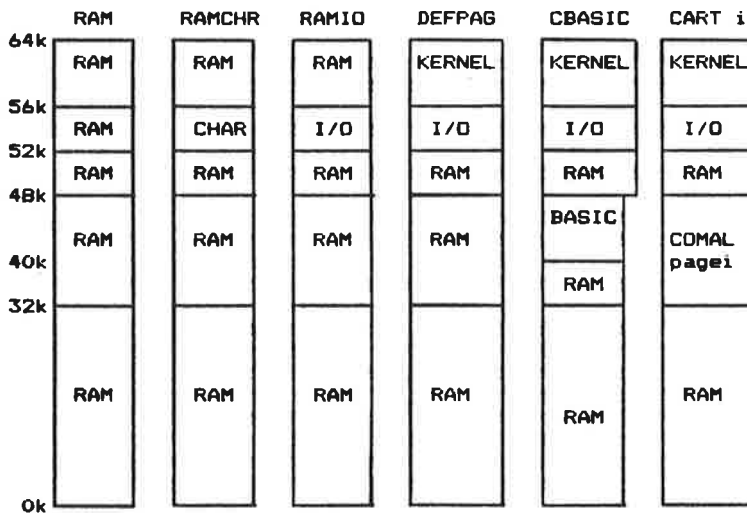 RAM RAMCHR RAMIO DEFPAG CBASIC CART i
64k
RAM RAM RAM KERNEL KERNEL KERNEL
56k
RAM CHAR I/O I/O I/O I/O
52k
RAM RAM RAM RAM RAM RAM
48k
BASIC
RAM RAM RAM RAM COMAL
40k pagei
RAM
32k
RAM RAM RAM RAM RAM
RAM
0k